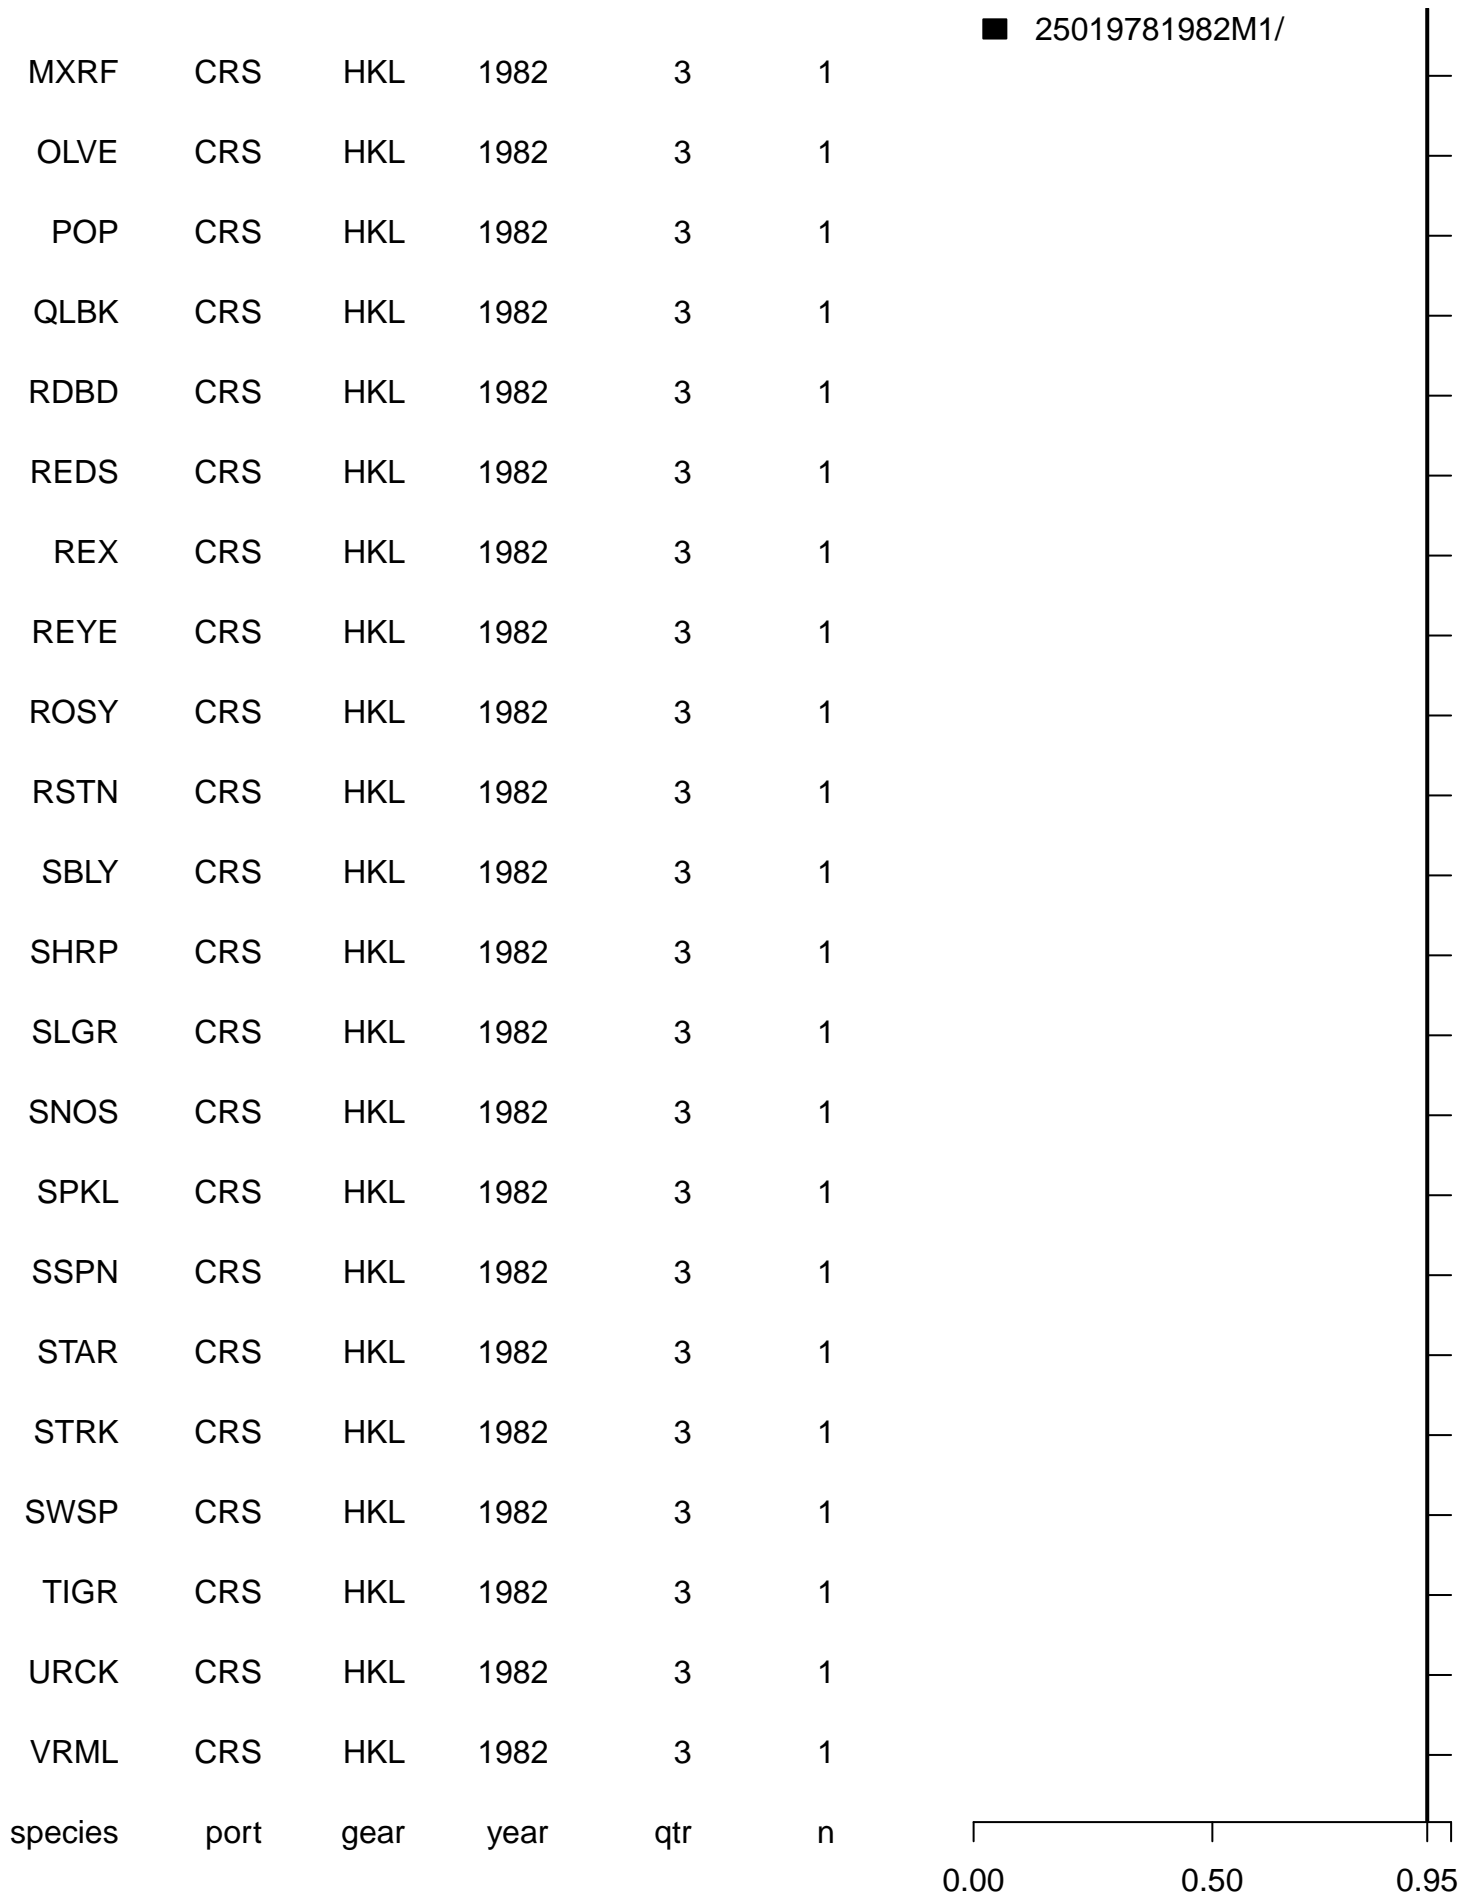 25019781982M1/
MXRF CRS HKL 1982 3 1
OLVE CRS HKL 1982 3 1
POP CRS HKL 1982 3 1
QLBK CRS HKL 1982 3 1
RDBD CRS HKL 1982 3 1
REDS CRS HKL 1982 3 1
REX CRS HKL 1982 3 1
REYE CRS HKL 1982 3 1
ROSY CRS HKL 1982 3 1
RSTN CRS HKL 1982 3 1
SBLY CRS HKL 1982 3 1
SHRP CRS HKL 1982 3 1
SLGR CRS HKL 1982 3 1
SNOS CRS HKL 1982 3 1
SPKL CRS HKL 1982 3 1
SSPN CRS HKL 1982 3 1
STAR CRS HKL 1982 3 1
STRK CRS HKL 1982 3 1
SWSP CRS HKL 1982 3 1
TIGR CRS HKL 1982 3 1
URCK CRS HKL 1982 3 1
VRML CRS HKL 1982 3 1
species port gear year qtr n
0.00 0.50 0.95